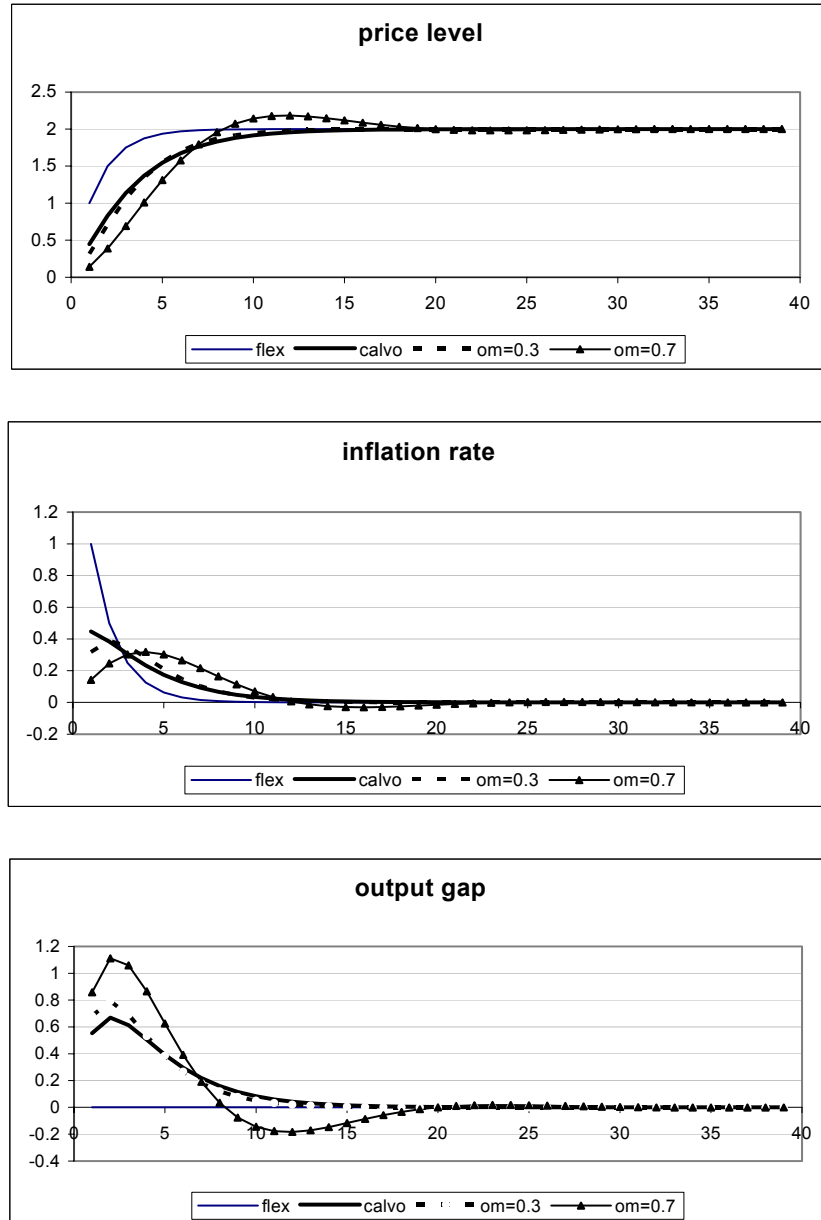 price level
2.5
2
1.5
1
0.5
0
0 5 10 15 20 25 30 35 40
flex calvo om=0.3 om=0.7
inflation rate
1.2
1
0.8
0.6
0.4
0.2
0
-0.2
0 5 10 15 20 25 30 35 40
flex calvo om=0.3 om=0.7
output gap
1.2
1
0.8
0.6
0.4
0.2
0
-0.2
-0.4
0 5 10 15 20 25 30 35 40
flex calvo om=0.3 om=0.7